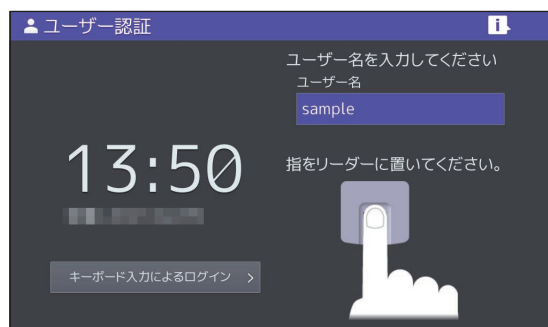 ユーザー認証
ユーザー名を入力してください
ユーザー名
sample
13:50
指をリーダーに置いてください。
キーボード入力によるログイン